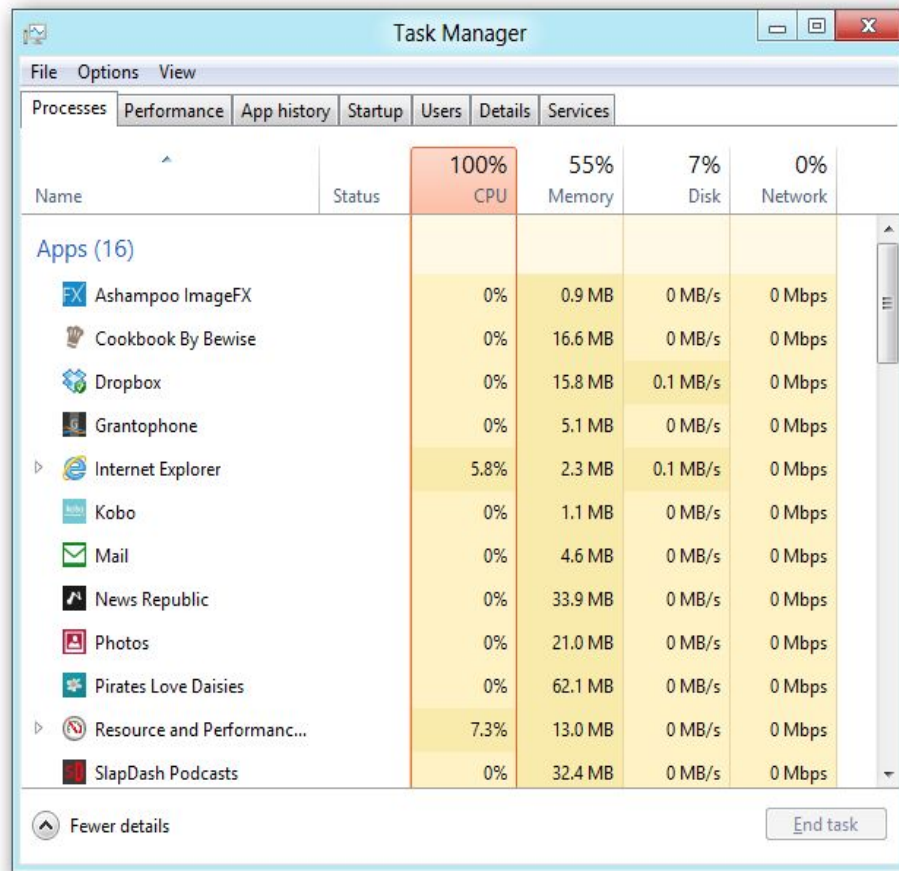 Task Manager
File Options View
Processes Performance App history Startup Users Details Services
100% 55% 7% 0%
Name Status CPU Memory Disk Network
Apps (16)
FX Ashampoo ImageFX 0% 0.9 MB 0 MB/s 0 Mbps
Cookbook By Bewise 0% 16.6 MB 0 MB/s 0 Mbps
Dropbox 0% 15.8 MB 0.1 MB/s 0 Mbps
Grantophone 0% 5.1 MB 0 MB/s 0 Mbps
Internet Explorer 5.8% 2.3 MB 0.1 MB/s 0 Mbps
kobo Kobo 0% 1.1 MB 0 MB/s 0 Mbps
Mail 0% 4.6 MB 0 MB/s 0 Mbps
News Republic 0% 33.9 MB 0 MB/s 0 Mbps
Photos 0% 21.0 MB 0 MB/s 0 Mbps
Pirates Love Daisies 0% 62.1 MB 0 MB/s 0 Mbps
Resource and Performanc... 7.3% 13.0 MB 0 MB/s 0 Mbps
SlapDash Podcasts 0% 32.4 MB 0 MB/s 0 Mbps
Fewer details End task